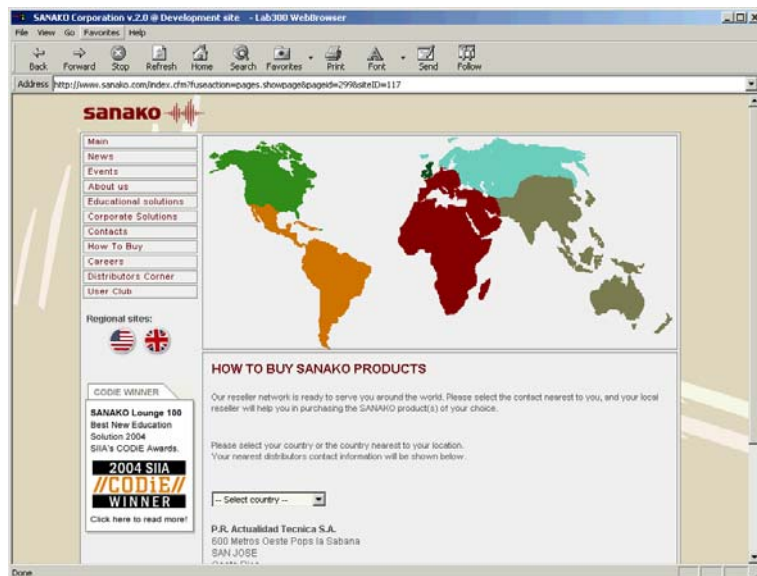 SANAKO Corporation v.2.0 @ Development site - Lab300 WebBrowser
File View Go Favorites Help
Back Forward Stop Refresh Home Search Favorites Print Font Send Follow
Address http://www.sanako.com/index.cfm?fuseaction=pages.showpage&pageid=299&siteID=117
sanako
Main
News
Events
About us
Educational solutions
Corporate Solutions
Contacts
How To Buy
Careers
Distributors Corner
User Club
Regional sites:
CODIE WINNER
SANAKO Lounge 100
Best New Education
Solution 2004
SIIA's CODiE Awards.
2004 SIIA
//CODiE//
WINNER
Click here to read more!
HOW TO BUY SANAKO PRODUCTS
Our reseller network is ready to serve you around the world. Please select the contact nearest to you, and your local
reseller will help you in purchasing the SANAKO product(s) of your choice.
Please select your country or the country nearest to your location.
Your nearest distributors contact information will be shown below.
-- Select country --
P.R. Actualidad Tecnica S.A.
600 Metros Oeste Pops la Sabana
SAN JOSE
Costa Rica
Done